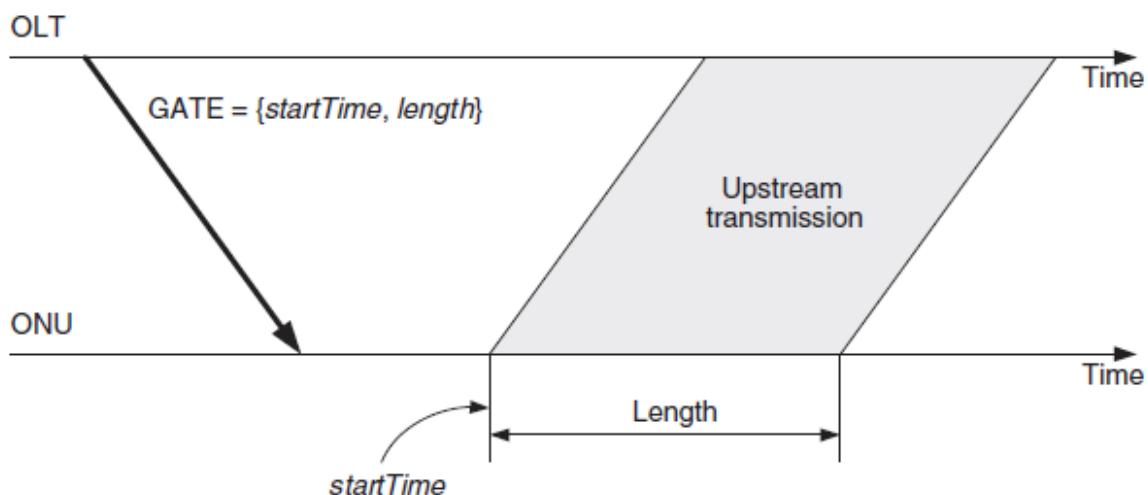 OLT
Time
GATE = {startTime, length}
Upstream
transmission
ONU
Time
Length
startTime